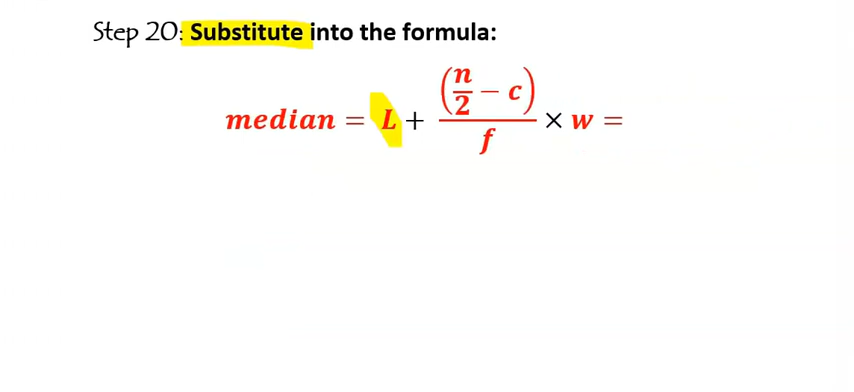 Step 20: Substitute into the formula:
median = L + (n/2 − c)/f × w =